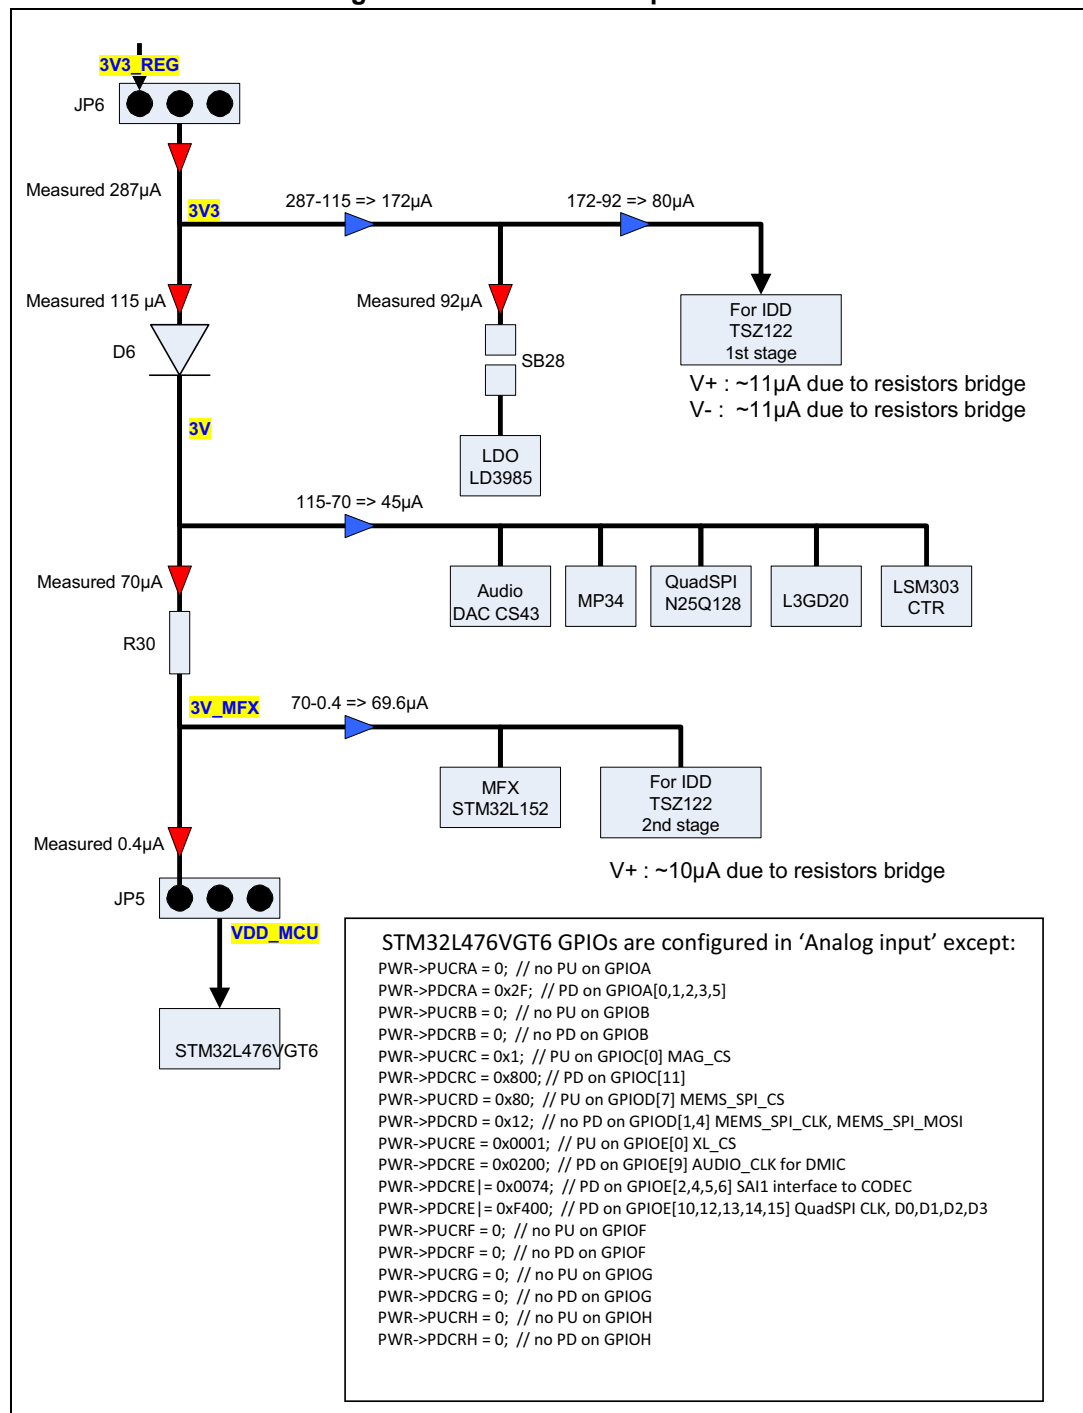 3V3_REG
JP6
Measured 287µA
3V3
287-115 => 172µA
172-92 => 80µA
Measured 115 µA
Measured 92µA
For IDD
TSZ122
1st stage
D6
SB28
V+ : ~11µA due to resistors bridge
V- : ~11µA due to resistors bridge
3V
LDO
LD3985
115-70 => 45µA
Measured 70µA
Audio
DAC CS43
MP34
QuadSPI
N25Q128
L3GD20
LSM303
CTR
R30
3V_MFX
70-0.4 => 69.6µA
MFX
STM32L152
For IDD
TSZ122
2nd stage
Measured 0.4µA
V+ : ~10µA due to resistors bridge
JP5
VDD_MCU
STM32L476VGT6
STM32L476VGT6 GPIOs are configured in ‘Analog input’ except:
PWR->PUCRA = 0; // no PU on GPIOA
PWR->PDCRA = 0x2F; // PD on GPIOA[0,1,2,3,5]
PWR->PUCRB = 0; // no PU on GPIOB
PWR->PDCRB = 0; // no PD on GPIOB
PWR->PUCRC = 0x1; // PU on GPIOC[0] MAG_CS
PWR->PDCRC = 0x800; // PD on GPIOC[11]
PWR->PUCRD = 0x80; // PU on GPIOD[7] MEMS_SPI_CS
PWR->PDCRD = 0x12; // no PD on GPIOD[1,4] MEMS_SPI_CLK, MEMS_SPI_MOSI
PWR->PUCRE = 0x0001; // PU on GPIOE[0] XL_CS
PWR->PDCRE = 0x0200; // PD on GPIOE[9] AUDIO_CLK for DMIC
PWR->PDCRE|= 0x0074; // PD on GPIOE[2,4,5,6] SAI1 interface to CODEC
PWR->PDCRE|= 0xF400; // PD on GPIOE[10,12,13,14,15] QuadSPI CLK, D0,D1,D2,D3
PWR->PUCRF = 0; // no PU on GPIOF
PWR->PDCRF = 0; // no PD on GPIOF
PWR->PUCRG = 0; // no PU on GPIOG
PWR->PDCRG = 0; // no PD on GPIOG
PWR->PUCRH = 0; // no PU on GPIOH
PWR->PDCRH = 0; // no PD on GPIOH